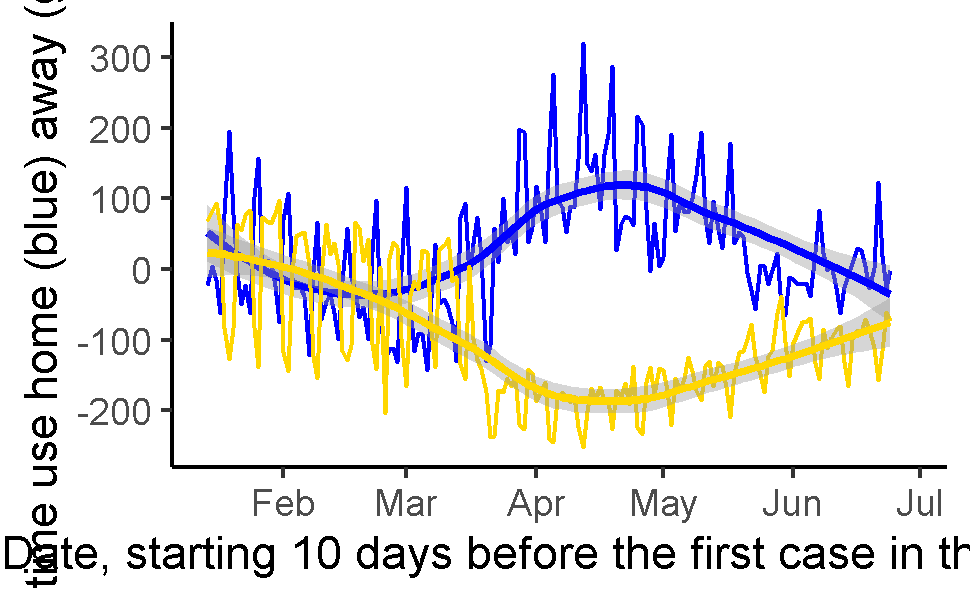 time use home (blue) away (
300
200
100
0
-100
-200
Feb Mar Apr May Jun Jul
Date, starting 10 days before the first case in th